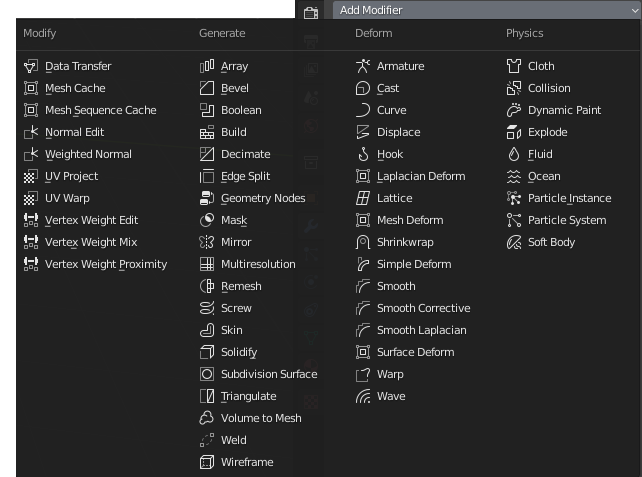 Add Modifier
Modify
Data Transfer
Mesh Cache
Mesh Sequence Cache
Normal Edit
Weighted Normal
UV Project
UV Warp
Vertex Weight Edit
Vertex Weight Mix
Vertex Weight Proximity
Generate
Array
Bevel
Boolean
Build
Decimate
Edge Split
Geometry Nodes
Mask
Mirror
Multiresolution
Remesh
Screw
Skin
Solidify
Subdivision Surface
Triangulate
Volume to Mesh
Weld
Wireframe
Deform
Armature
Cast
Curve
Displace
Hook
Laplacian Deform
Lattice
Mesh Deform
Shrinkwrap
Simple Deform
Smooth
Smooth Corrective
Smooth Laplacian
Surface Deform
Warp
Wave
Physics
Cloth
Collision
Dynamic Paint
Explode
Fluid
Ocean
Particle Instance
Particle System
Soft Body